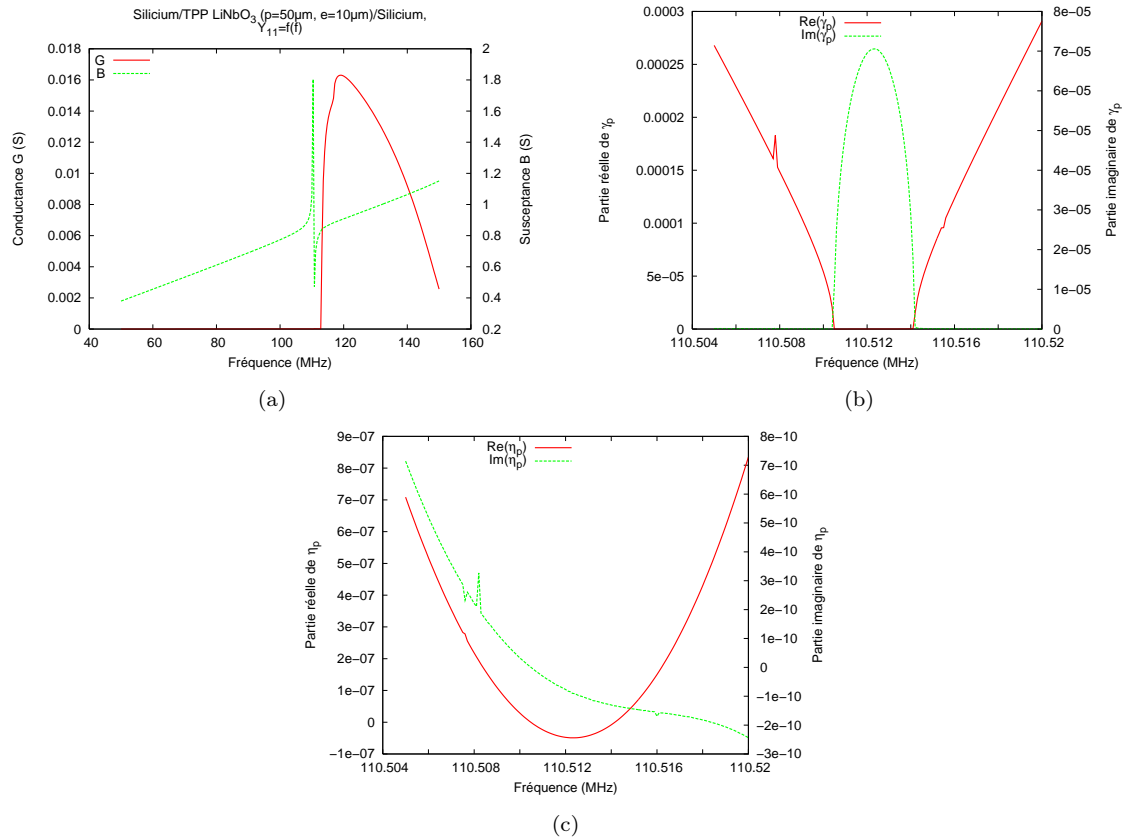 Silicium/TPP LiNbO3 (p=50μm, e=10μm)/Silicium,
Y11=f(f)
G
B
0.018
0.016
0.014
0.012
0.01
0.008
0.006
0.004
0.002
0
2
1.8
1.6
1.4
1.2
1
0.8
0.6
0.4
0.2
40
60
80
100
120
140
160
Conductance G (S)
Susceptance B (S)
Fréquence (MHz)
(a)
Re(γp)
Im(γp)
0.0003
0.00025
0.0002
0.00015
0.0001
5e−05
0
8e−05
7e−05
6e−05
5e−05
4e−05
3e−05
2e−05
1e−05
0
110.504
110.508
110.512
110.516
110.52
Partie réelle de γp
Partie imaginaire de γp
Fréquence (MHz)
(b)
Re(ηp)
Im(ηp)
9e−07
8e−07
7e−07
6e−07
5e−07
4e−07
3e−07
2e−07
1e−07
0
−1e−07
8e−10
7e−10
6e−10
5e−10
4e−10
3e−10
2e−10
1e−10
0
−1e−10
−2e−10
−3e−10
110.504
110.508
110.512
110.516
110.52
Partie réelle de ηp
Partie imaginaire de ηp
Fréquence (MHz)
(c)